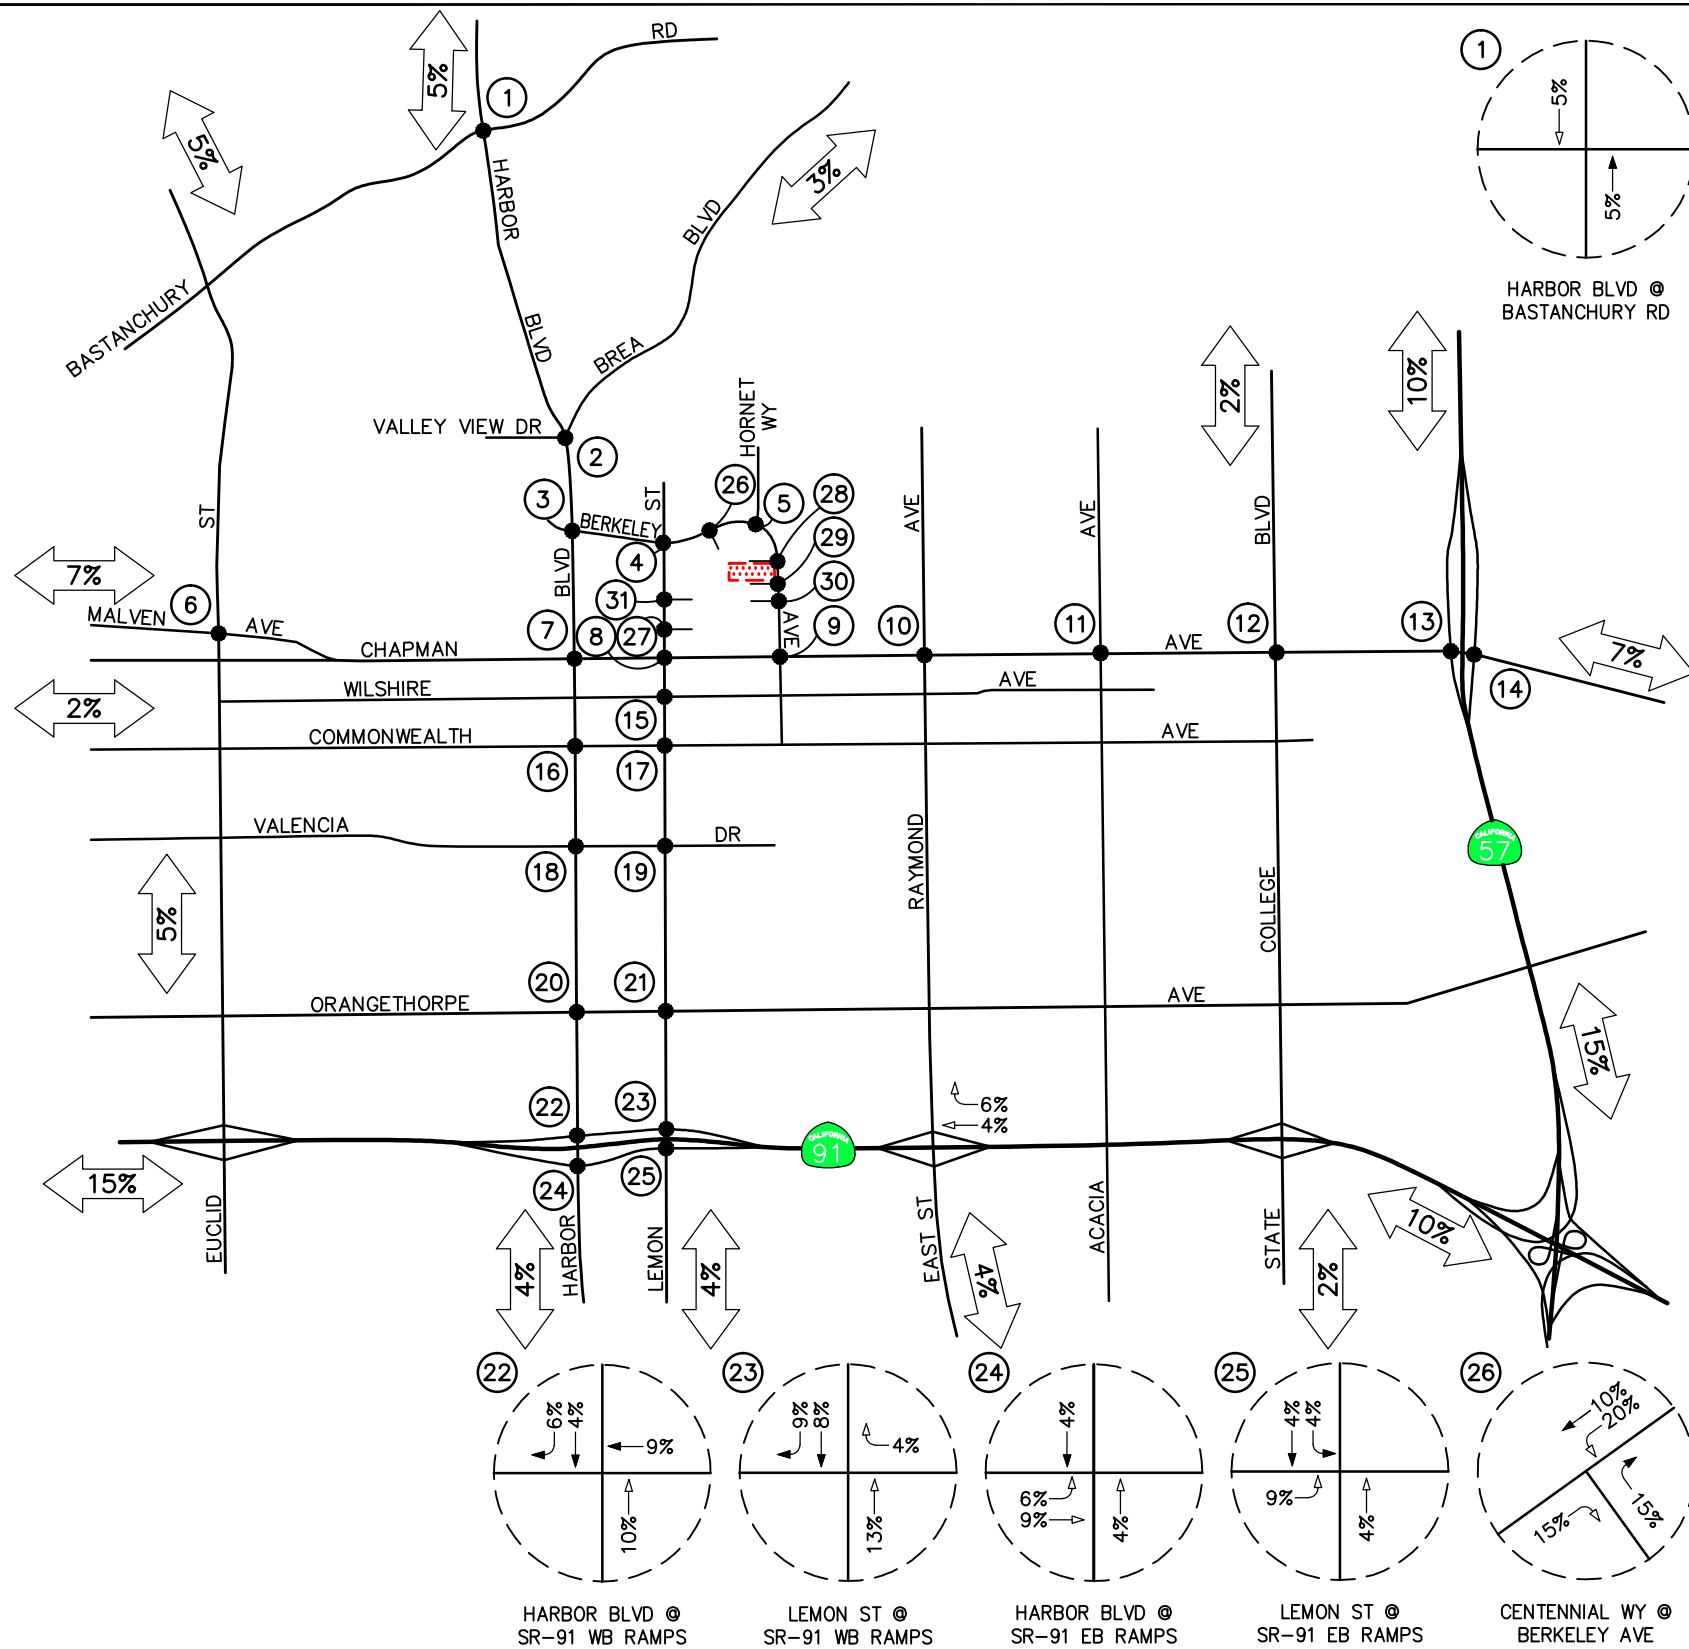 5%
5%
1
RD
HARBOR
BLVD
BASTANCHURY
3%
BLVD
BREA
1
5%
5%
HARBOR BLVD @
BASTANCHURY RD
2%
10%
VALLEY VIEW DR
2
HORNET
WY
3
BERKELEY
ST
26
5
28
29
30
4
31
27
8
7
BLVD
AVE
9
ST
7%
MALVEN
6
AVE
CHAPMAN
AVE
10
AVE
11
BLVD
12
AVE
13
14
7%
2%
WILSHIRE
AVE
15
COMMONWEALTH
AVE
16
17
VALENCIA
DR
18
19
CALIFORNIA
57
5%
RAYMOND
COLLEGE
20
21
ORANGETHORPE
AVE
15%
22
23
6%
4%
CALIFORNIA
91
15%
24
25
EUCLID
4%
HARBOR
LEMON
4%
EAST ST
4%
ACACIA
STATE
2%
10%
22
6%
4%
9%
10%
HARBOR BLVD @
SR-91 WB RAMPS
23
9%
8%
4%
13%
LEMON ST @
SR-91 WB RAMPS
24
4%
6%
9%
4%
HARBOR BLVD @
SR-91 EB RAMPS
25
4%
4%
9%
4%
LEMON ST @
SR-91 EB RAMPS
26
10%
20%
15%
15%
CENTENNIAL WY @
BERKELEY AVE